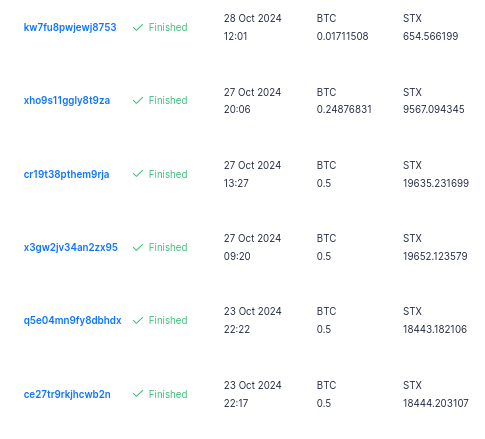 28 Oct 2024 BTC STX
kw7fu8pwjewj8753 Finished
12:01 0.01711508 654.566199
27 Oct 2024 BTC STX
xho9s11ggly8t9za Finished
20:06 0.24876831 9567.094345
27 Oct 2024 BTC STX
cr19t38pthem9rja Finished
13:27 0.5 19635.231699
27 Oct 2024 BTC STX
x3gw2jv34an2zx95 Finished
09:20 0.5 19652.123579
23 Oct 2024 BTC STX
q5e04mn9fy8dbhdx Finished
22:22 0.5 18443.182106
23 Oct 2024 BTC STX
ce27tr9rkjhcwb2n Finished
22:17 0.5 18444.203107